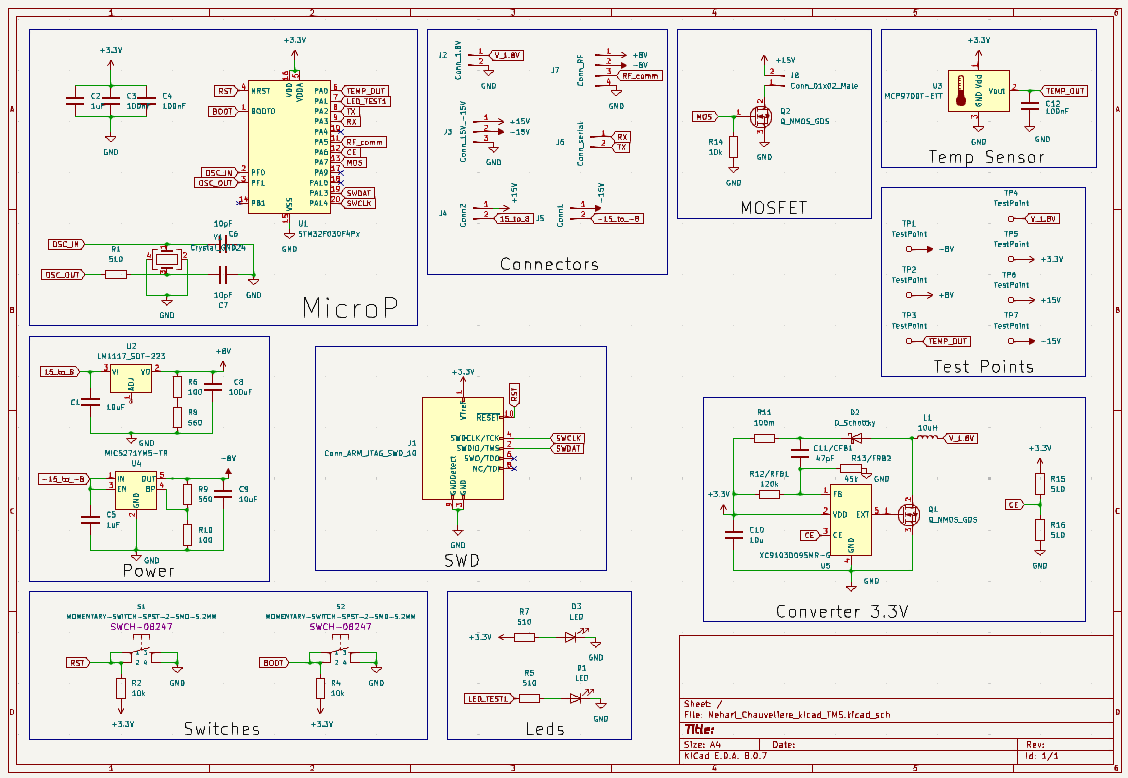 1 2 3 4 5 6
A
B
C
D
+3.3V
C2
1uF
C3
100nF
C4
100nF
GND
+3.3V
RST
BOOT
OSC_IN
OSC_OUT
NRST
BOOT0
PF0
PF1
PB1
VDD
VDDA
VSS
PA0
PA1
PA2
PA3
PA4
PA5
PA6
PA7
PA9
PA10
PA13
PA14
TEMP_OUT
LED_TEST1
TX
RX
RF_comm
CE
MOS
SWDAT
SWCLK
U1
STM32F030F4Px
GND
OSC_IN
OSC_OUT
R1
510
10pF
C6
Crystal_GND24
10pF
C7
GND
GND
MicroP
J2
Conn_1.8V
V_1.8V
GND
J7
Conn_RF
+8V
-8V
RF_comm
GND
J3
Conn_15V_-15V
+15V
-15V
GND
J6
Conn_serial
RX
TX
J4
Conn2
+15V
15_to_8
J5
Conn1
-15V
-15_to_-8
Connectors
+15V
J8
Conn_01x02_Male
MOS
Q2
Q_NMOS_GDS
R14
10k
GND
GND
MOSFET
+3.3V
U3
MCP9700T-ETT
Vdd
Vout
GND
TEMP_OUT
C12
100nF
GND
GND
Temp Sensor
TP1
TestPoint
-8V
TP2
TestPoint
+8V
TP3
TestPoint
TEMP_OUT
TP4
TestPoint
V_1.8V
TP5
TestPoint
+3.3V
TP6
TestPoint
+15V
TP7
TestPoint
-15V
Test Points
U2
LM1117_SOT-223
15_to_8
VI
VO
ADJ
C1
10uF
R6
100
R8
560
C8
100uF
+8V
GND
MIC5271YM5-TR
U4
-15_to_-8
IN
EN
OUT
BP
GND
C5
1uF
R9
560
R10
100
C9
10uF
-8V
GND
Power
+3.3V
RST
J1
Conn_ARM_JTAG_SWD_10
VTref
RESET
SWDCLK/TCK
SWDIO/TMS
SWO/TDO
NC/TDI
GNDDetect
GND
SWCLK
SWDAT
GND
SWD
R11
100m
D2
D_Schottky
L1
10uH
V_1.8V
C11/CFB1
47pF
R13/FRB2
45k
GND
R12/RFB1
120k
+3.3V
C10
10u
FB
VDD
CE
EXT
GND
CE
XC9103D095MR-G
U5
Q1
Q_NMOS_GDS
GND
+3.3V
R15
510
CE
R16
510
GND
Converter 3.3V
S1
MOMENTARY-SWITCH-SPST-2-SMD-5.2MM
SWCH-08247
RST
R2
10k
+3.3V
GND
S2
MOMENTARY-SWITCH-SPST-2-SMD-5.2MM
SWCH-08247
BOOT
R4
10k
+3.3V
GND
Switches
R7
510
D3
LED
+3.3V
GND
R5
510
D1
LED
LED_TEST1
GND
Leds
Sheet: /
File: Nehari_Chauveliere_kicad_TMS.kicad_sch
Title:
Size: A4 Date: Rev:
KiCad E.D.A. 8.0.7 Id: 1/1